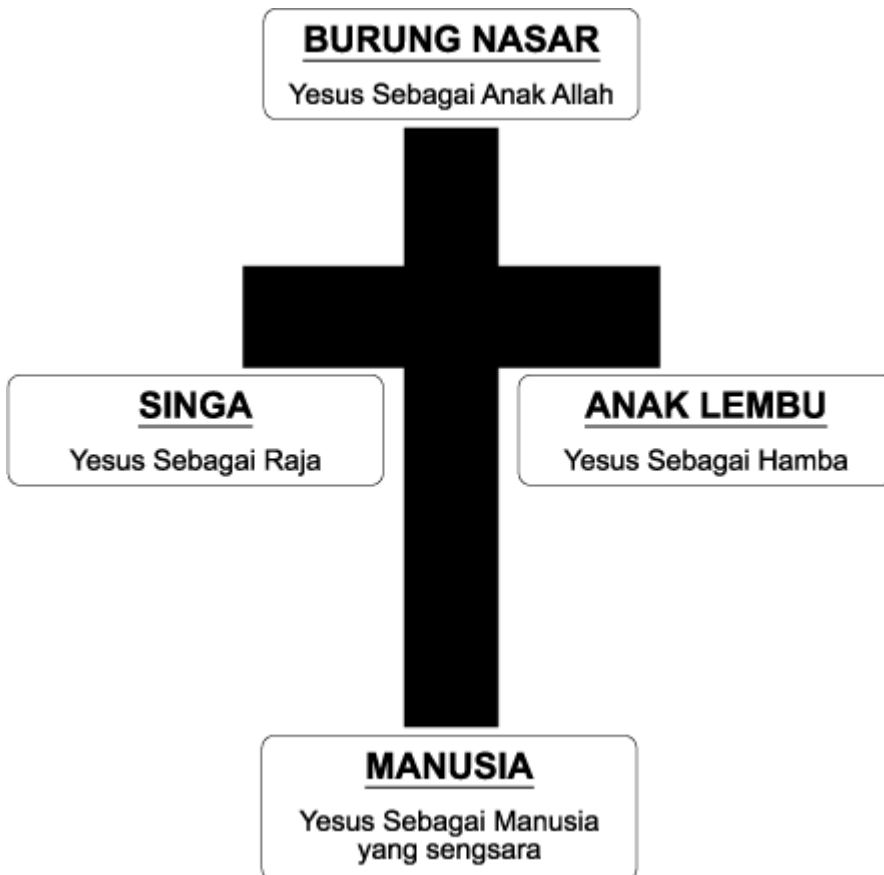 BURUNG NASAR
Yesus Sebagai Anak Allah
SINGA
Yesus Sebagai Raja
ANAK LEMBU
Yesus Sebagai Hamba
MANUSIA
Yesus Sebagai Manusia
yang sengsara